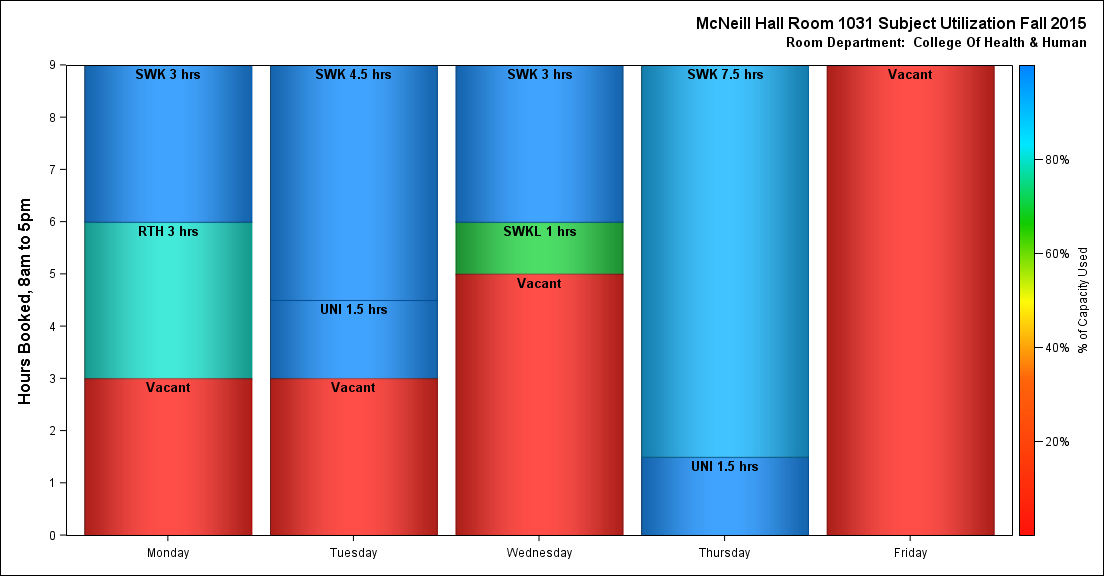 McNeill Hall Room 1031 Subject Utilization Fall 2015
Room Department: College Of Health & Human
Hours Booked, 8am to 5pm
9
8
7
6
5
4
3
2
1
0
SWK 3 hrs
RTH 3 hrs
Vacant
SWK 4.5 hrs
UNI 1.5 hrs
Vacant
SWK 3 hrs
SWKL 1 hrs
Vacant
SWK 7.5 hrs
UNI 1.5 hrs
Vacant
Monday
Tuesday
Wednesday
Thursday
Friday
80%
60%
40%
20%
% of Capacity Used